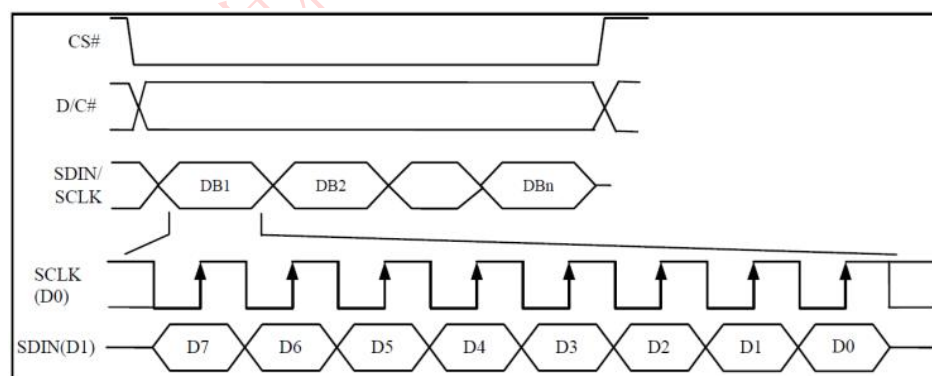 CS#
D/C#
SDIN/
SCLK
DB1 DB2 DBn
SCLK
(D0)
SDIN(D1) D7 D6 D5 D4 D3 D2 D1 D0